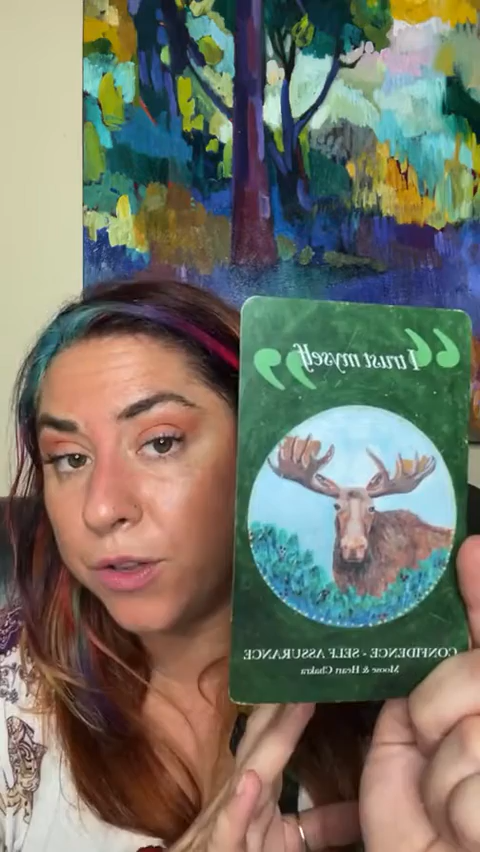 "I trust myself"
CONFIDENCE - SELF ASSURANCE
Moose & Heart Chakra